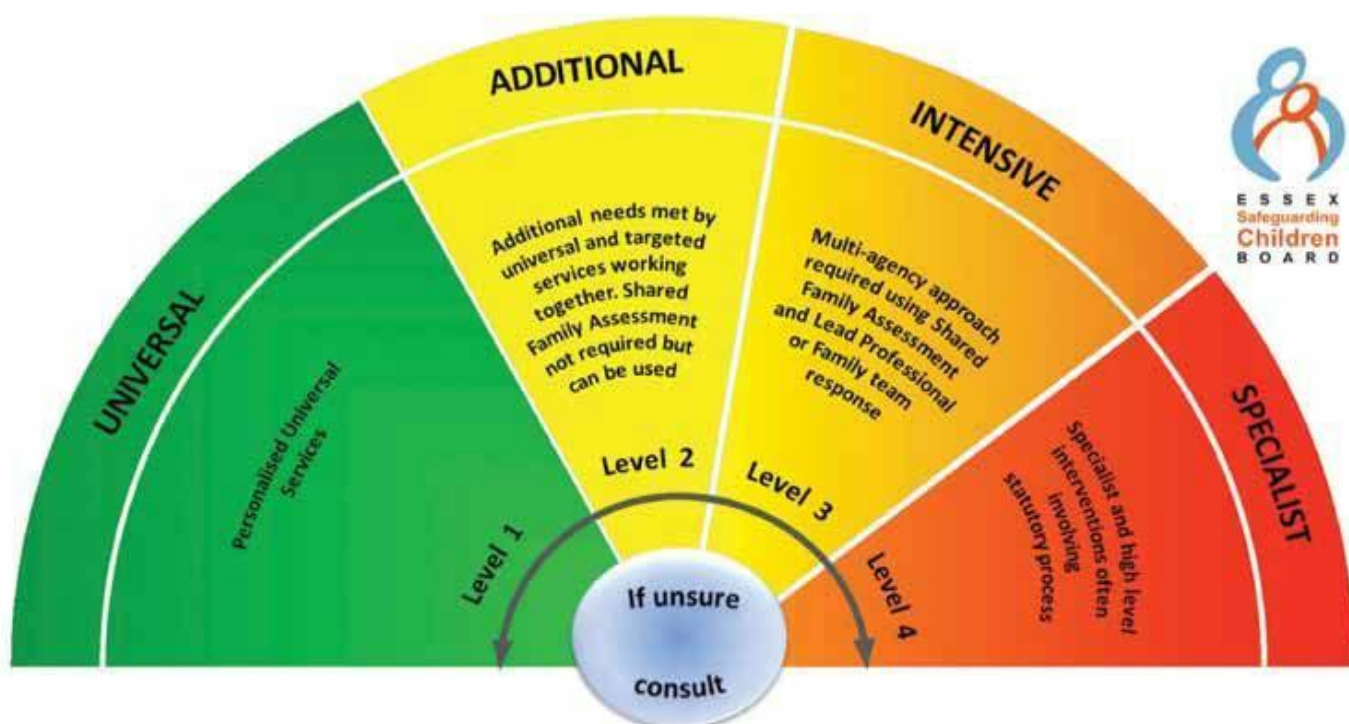 UNIVERSAL
Personalised Universal
Services
Level 1
ADDITIONAL
Additional needs met by
universal and targeted
services working
together. Shared
Family Assessment
not required but
can be used
Level 2
INTENSIVE
Multi-agency approach
required using Shared
Family Assessment
and Lead Professional
or Family team
response
Level 3
SPECIALIST
Specialist and high level
interventions often
involving
statutory process
Level 4
If unsure
consult
ESSEX
Safeguarding
Children
BOARD